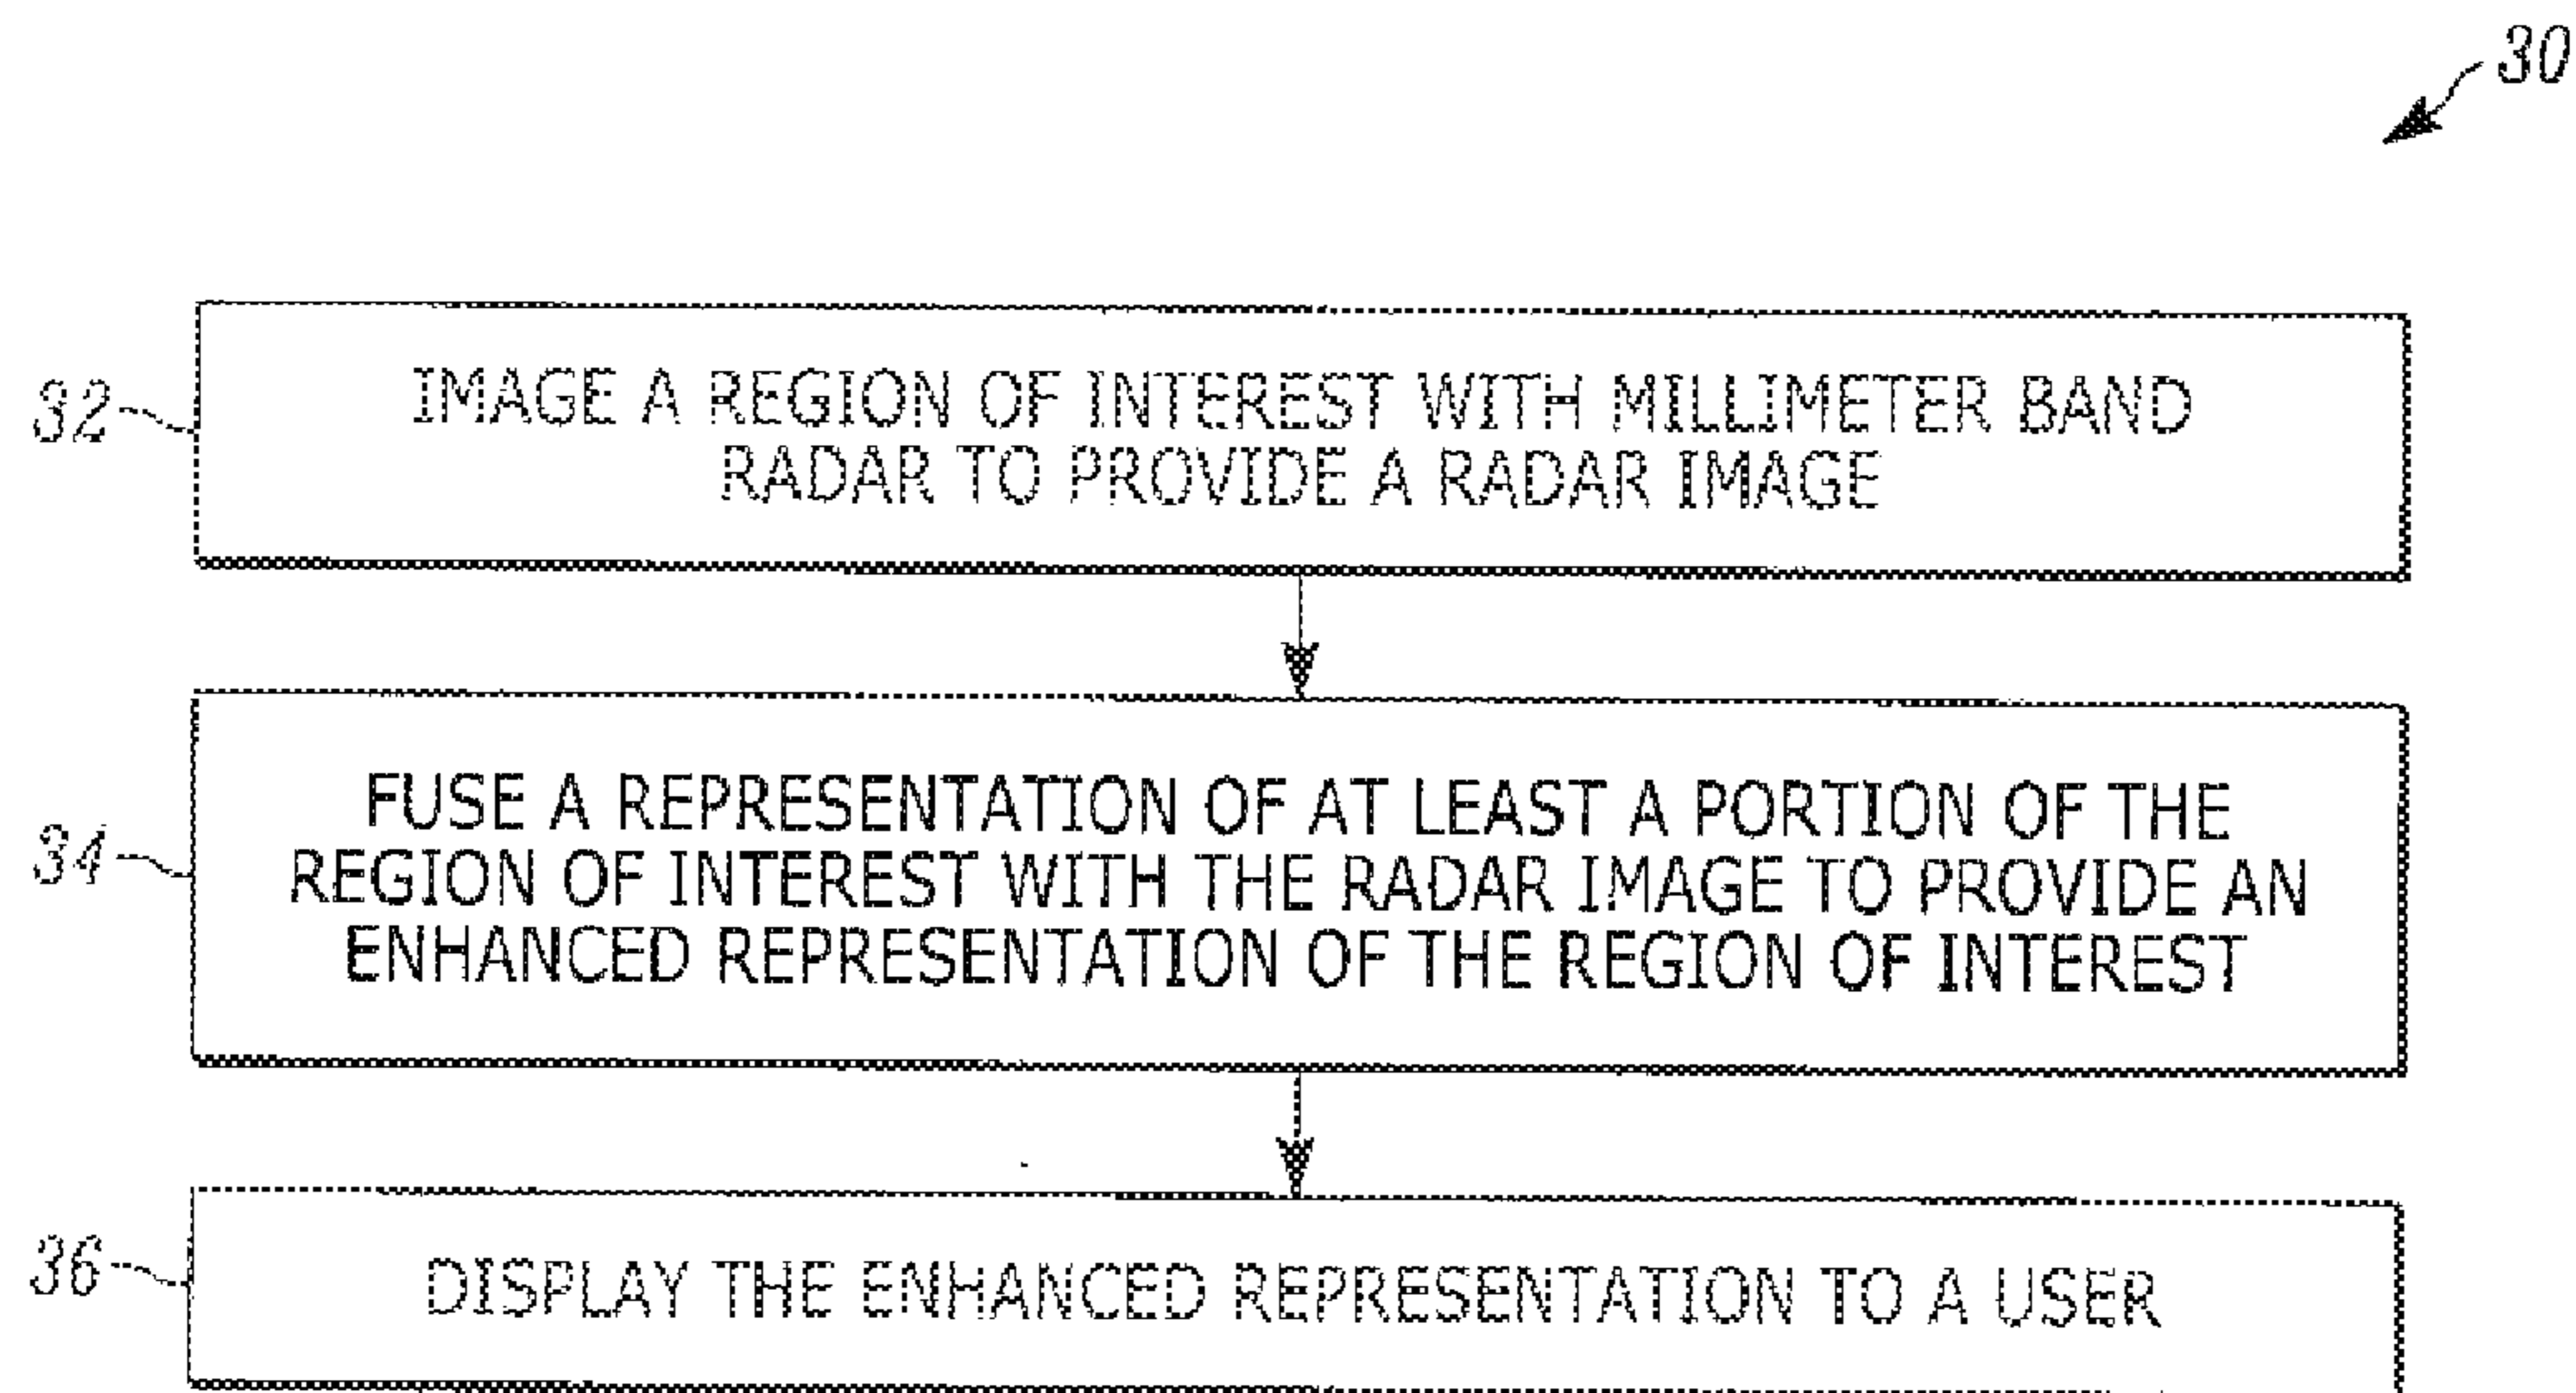 30
32
IMAGE A REGION OF INTEREST WITH MILLIMETER BAND
RADAR TO PROVIDE A RADAR IMAGE
34
FUSE A REPRESENTATION OF AT LEAST A PORTION OF THE
REGION OF INTEREST WITH THE RADAR IMAGE TO PROVIDE AN
ENHANCED REPRESENTATION OF THE REGION OF INTEREST
36
DISPLAY THE ENHANCED REPRESENTATION TO A USER